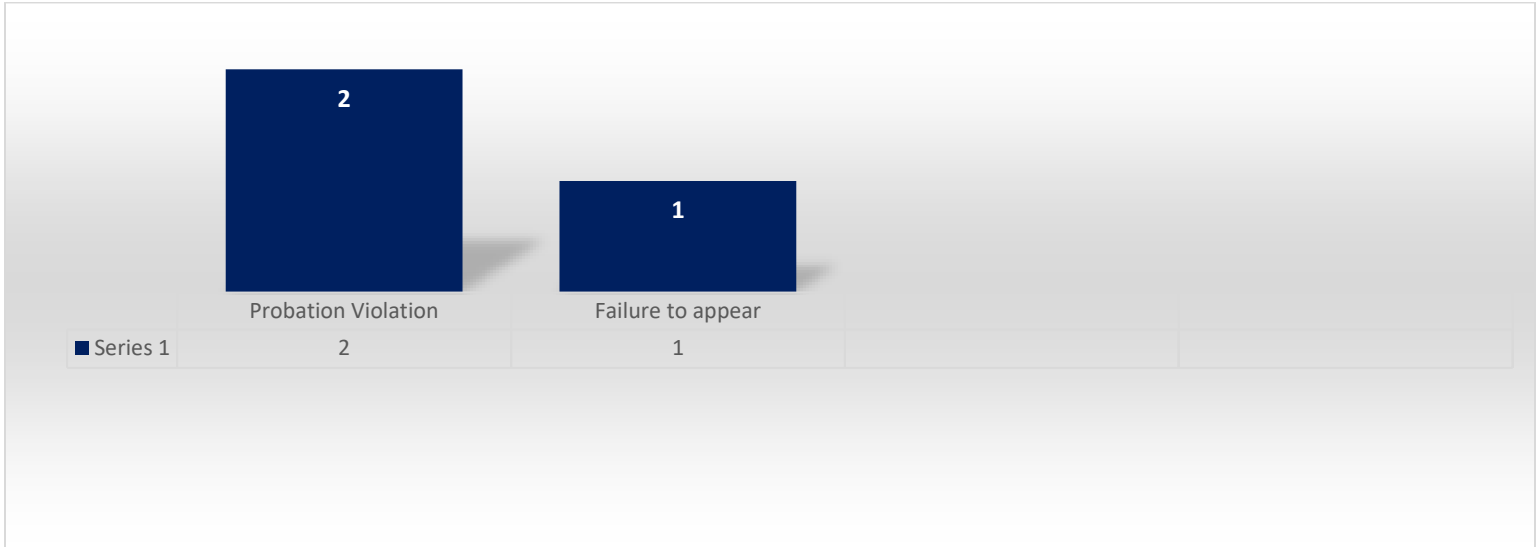 2
1
Probation Violation Failure to appear
Series 1 2 1